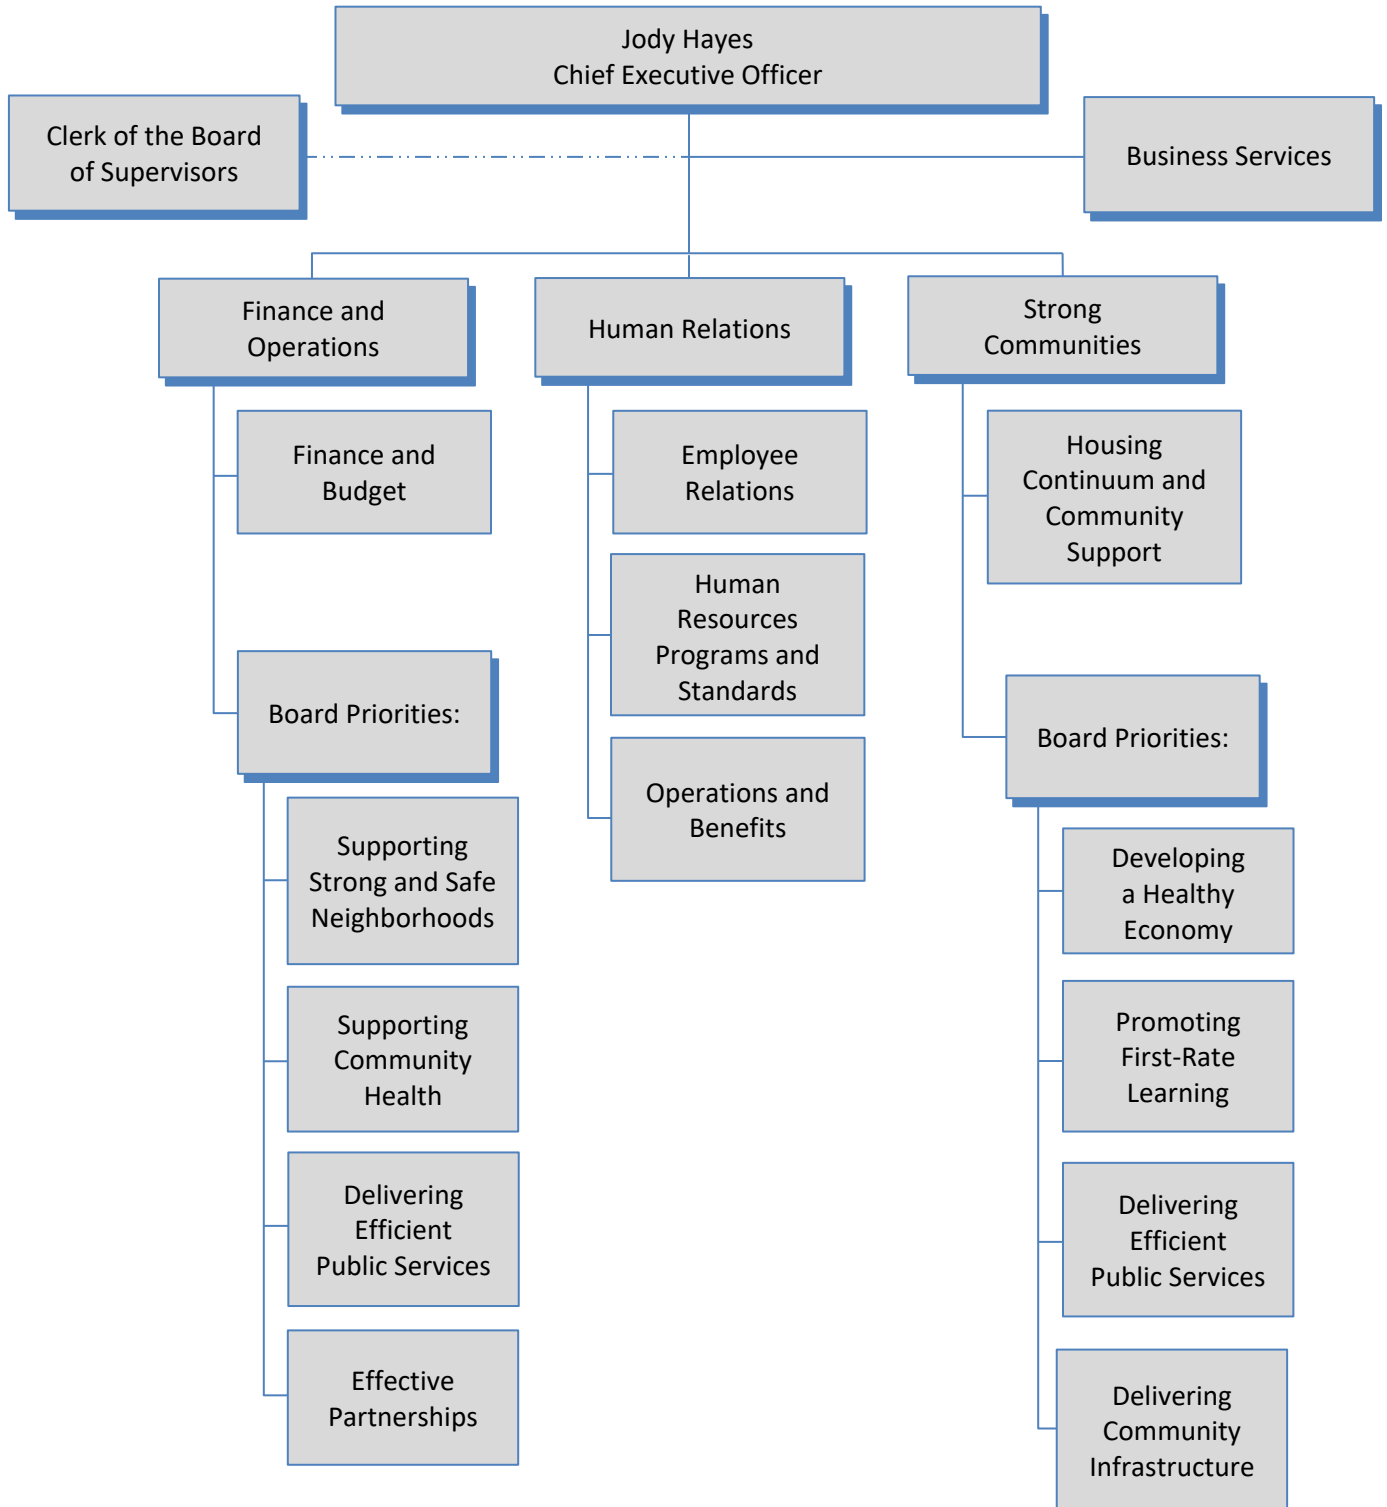 Jody Hayes
Chief Executive Officer
Clerk of the Board
of Supervisors
Business Services
Finance and
Operations
Human Relations
Strong
Communities
Finance and
Budget
Employee
Relations
Housing
Continuum and
Community
Support
Human
Resources
Programs and
Standards
Board Priorities:
Board Priorities:
Operations and
Benefits
Supporting
Strong and Safe
Neighborhoods
Developing
a Healthy
Economy
Supporting
Community
Health
Promoting
First-Rate
Learning
Delivering
Efficient
Public Services
Delivering
Efficient
Public Services
Effective
Partnerships
Delivering
Community
Infrastructure